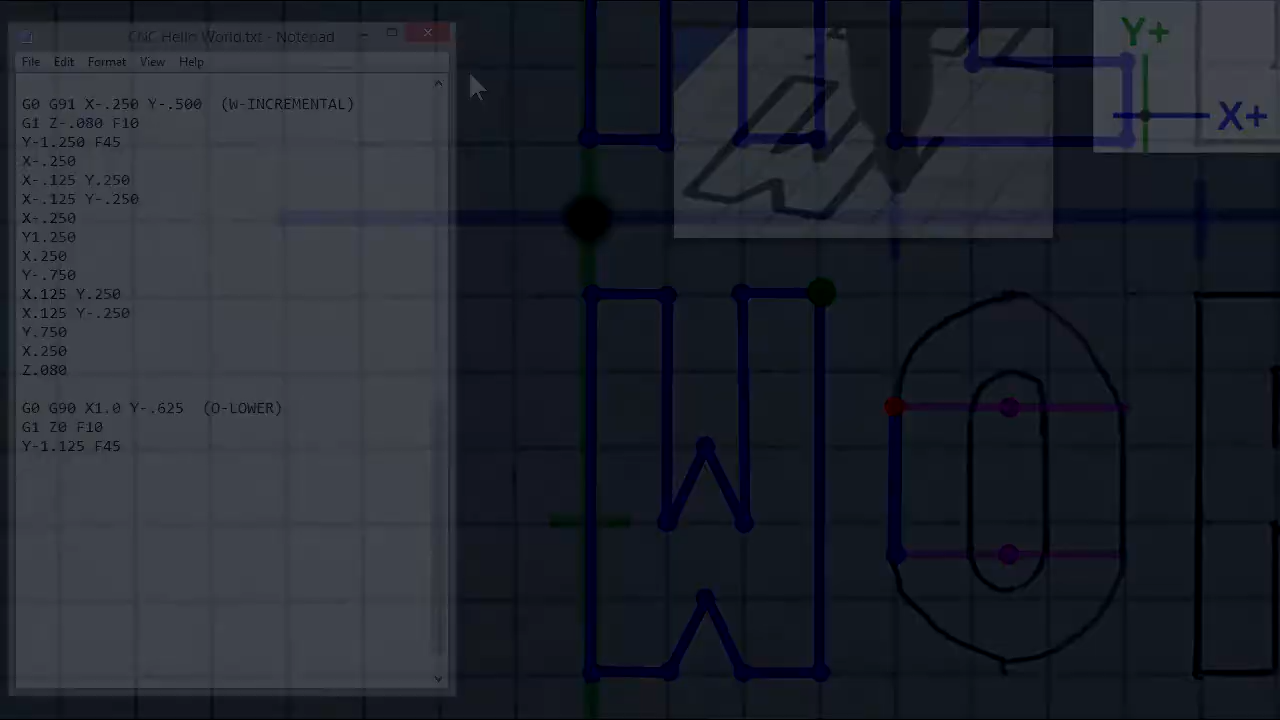 CNC Hello World.txt - Notepad
File Edit Format View Help
G0 G91 X-.250 Y-.500 (W-INCREMENTAL)
G1 Z-.080 F10
Y-1.250 F45
X-.250
X-.125 Y.250
X-.125 Y-.250
X-.250
Y1.250
X.250
Y-.750
X.125 Y.250
X.125 Y-.250
Y.750
X.250
Z.080
G0 G90 X1.0 Y-.625 (O-LOWER)
G1 Z0 F10
Y-1.125 F45
Y+
X+